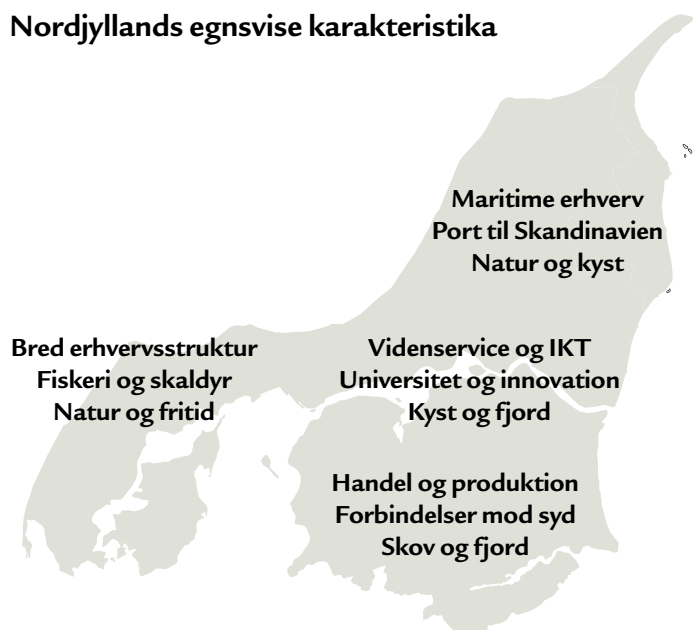 Nordjyllands egnsvise karakteristika
Maritime erhverv
Port til Skandinavien
Natur og kyst
Bred erhvervsstruktur
Fiskeri og skaldyr
Natur og fritid
Videnservice og IKT
Universitet og innovation
Kyst og fjord
Handel og produktion
Forbindelser mod syd
Skov og fjord